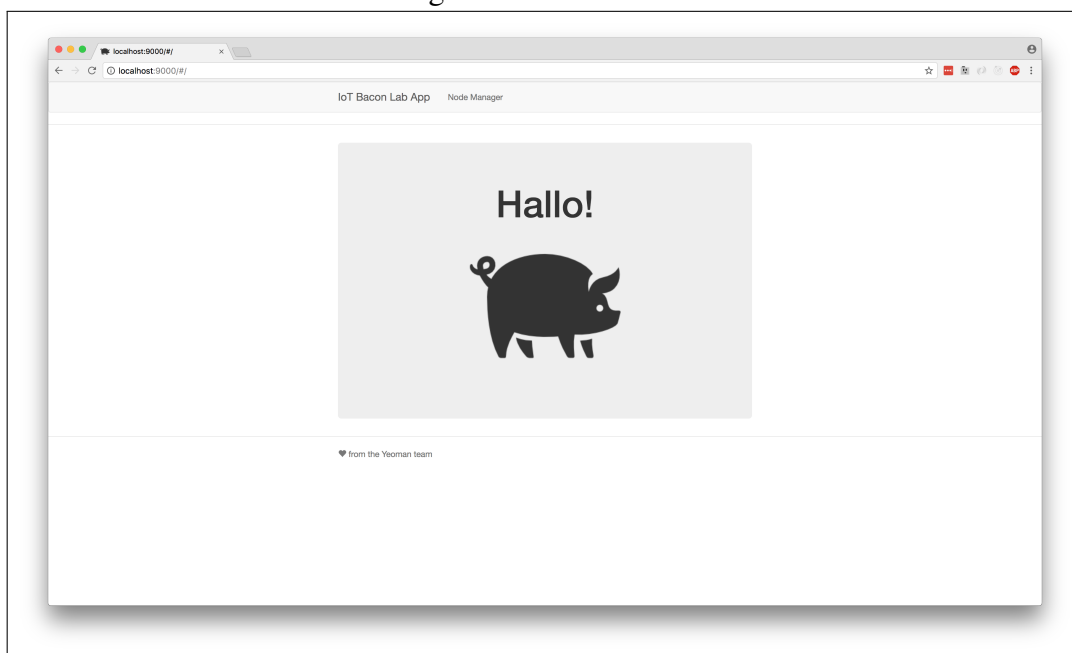 localhost:9000/#/
localhost:9000/#/
IoT Bacon Lab App Node Manager
Hallo!
from the Yeoman team